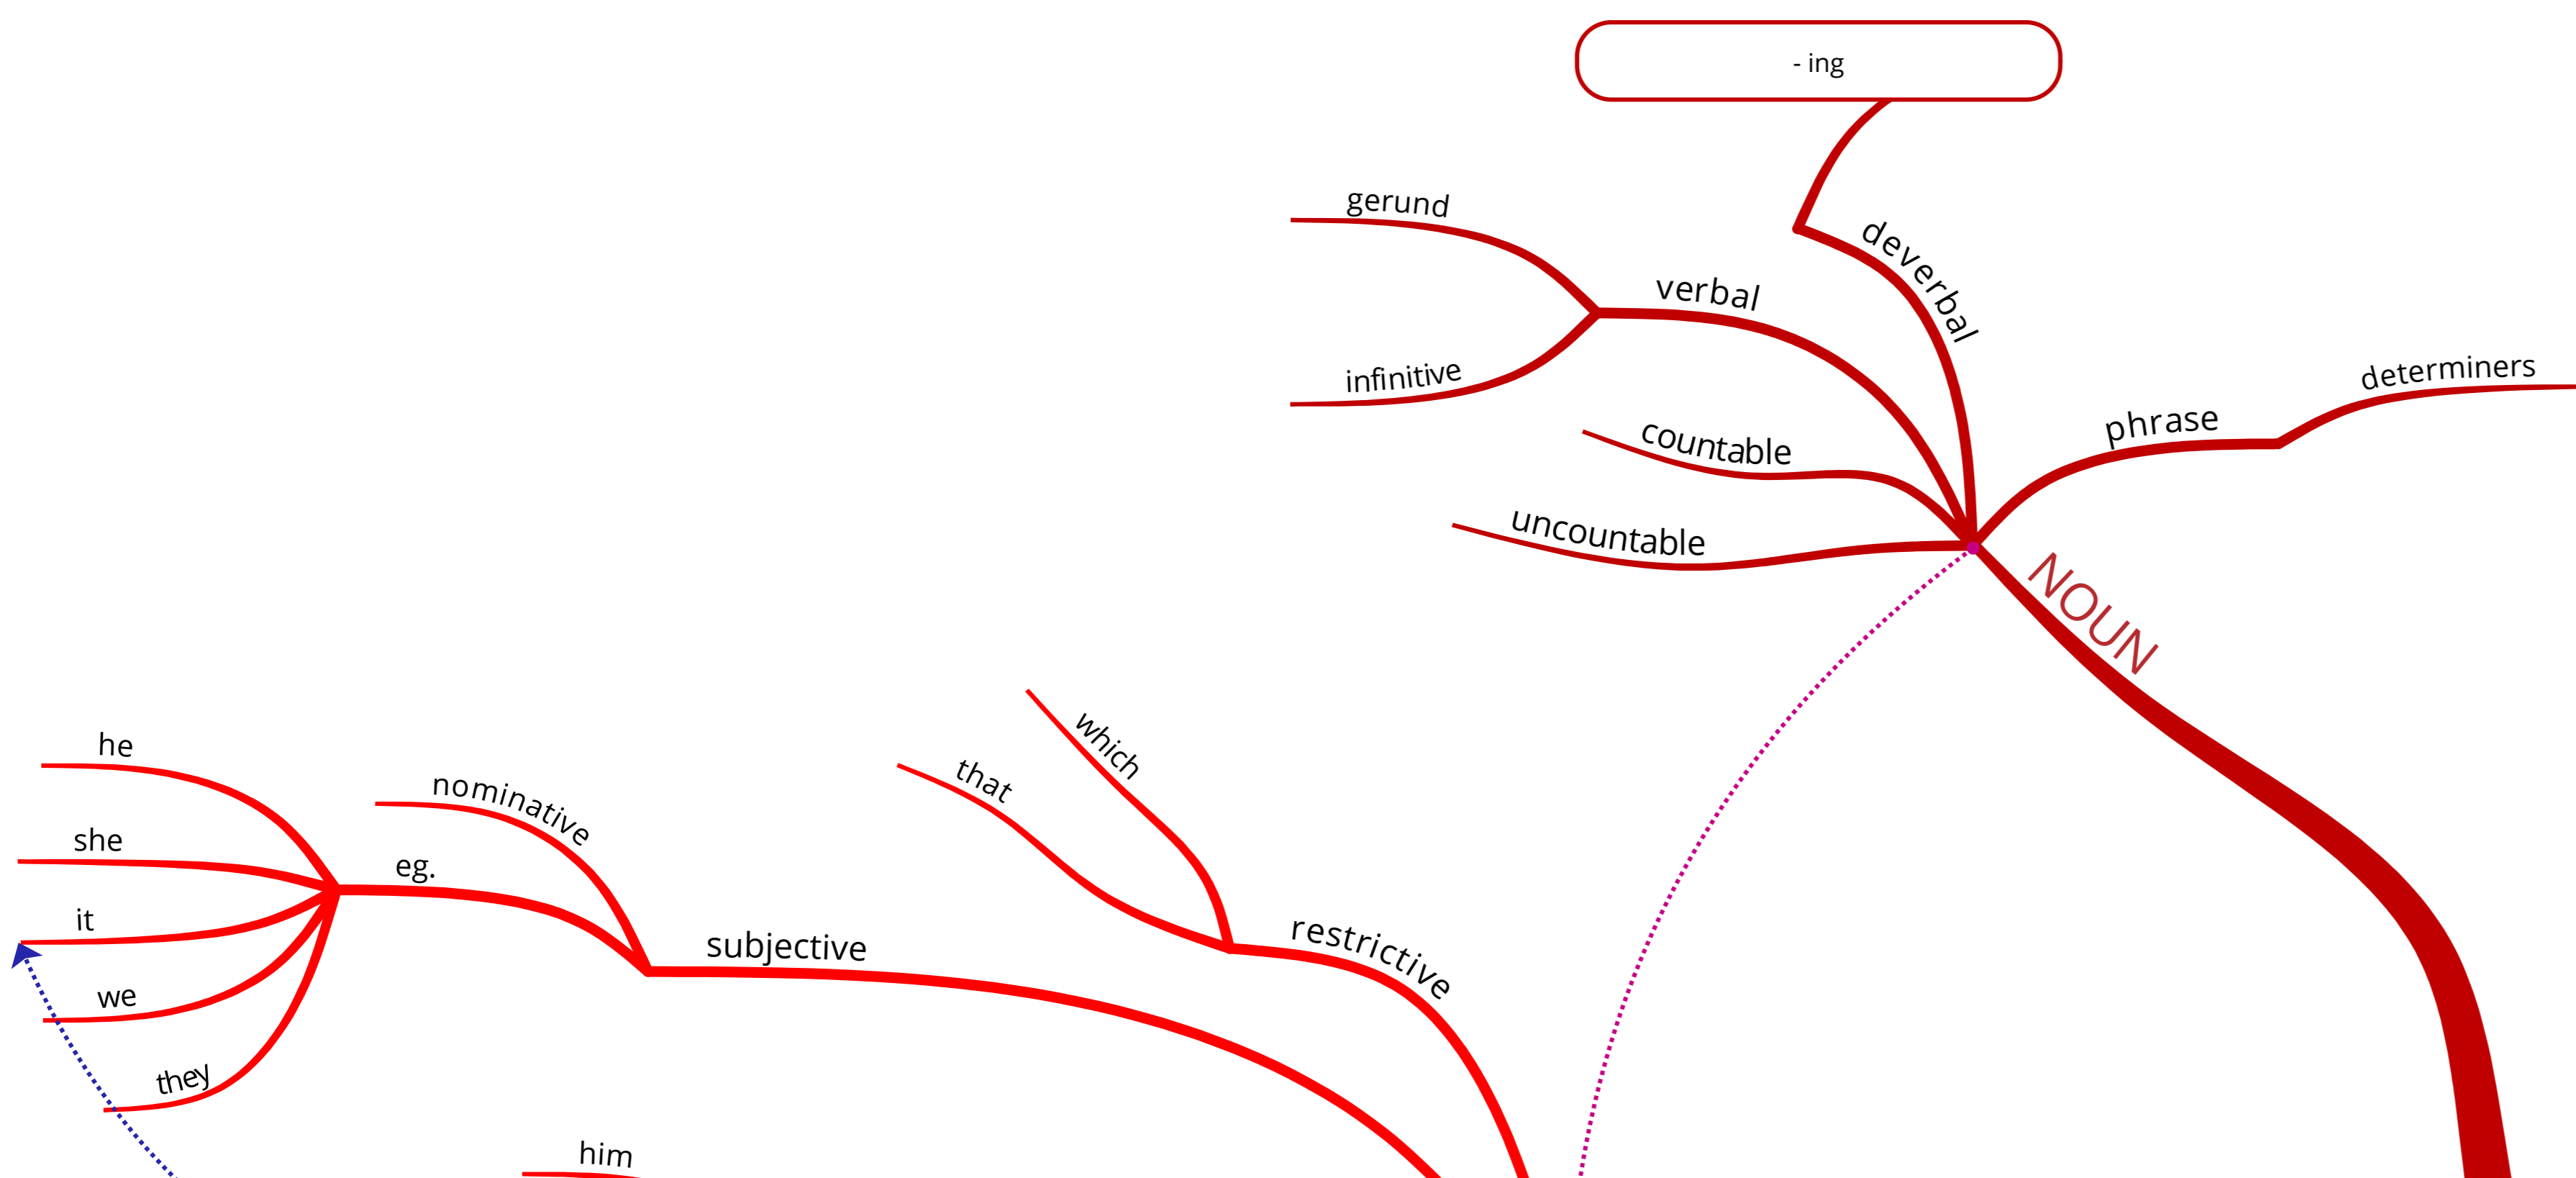 - ing
deverbal
gerund
verbal
infinitive
countable
uncountable
phrase
determiners
NOUN
which
that
restrictive
he
she
it
we
they
eg.
nominative
subjective
him